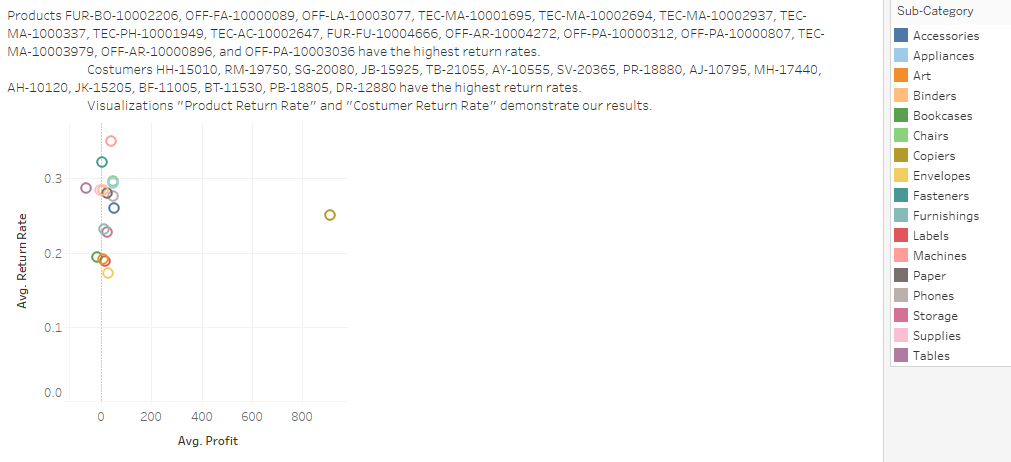 Products FUR-BO-10002206, OFF-FA-10000089, OFF-LA-10003077, TEC-MA-10001695, TEC-MA-10002694, TEC-MA-10002937, TEC-
MA-1000337, TEC-PH-10001949, TEC-AC-10002647, FUR-FU-10004666, OFF-AR-10004272, OFF-PA-10000312, OFF-PA-10000807, TEC-
MA-10003979, OFF-AR-10000896, and OFF-PA-10003036 have the highest return rates.
Costumers HH-15010, RM-19750, SG-20080, JB-15925, TB-21055, AY-10555, SV-20365, PR-18880, AJ-10795, MH-17440,
AH-10120, JK-15205, BF-11005, BT-11530, PB-18805, DR-12880 have the highest return rates.
Visualizations "Product Return Rate" and "Costumer Return Rate" demonstrate our results.
Avg. Return Rate
0.3
0.2
0.1
0.0
0
200
400
600
800
Avg. Profit
Sub-Category
Accessories
Appliances
Art
Binders
Bookcases
Chairs
Copiers
Envelopes
Fasteners
Furnishings
Labels
Machines
Paper
Phones
Storage
Supplies
Tables